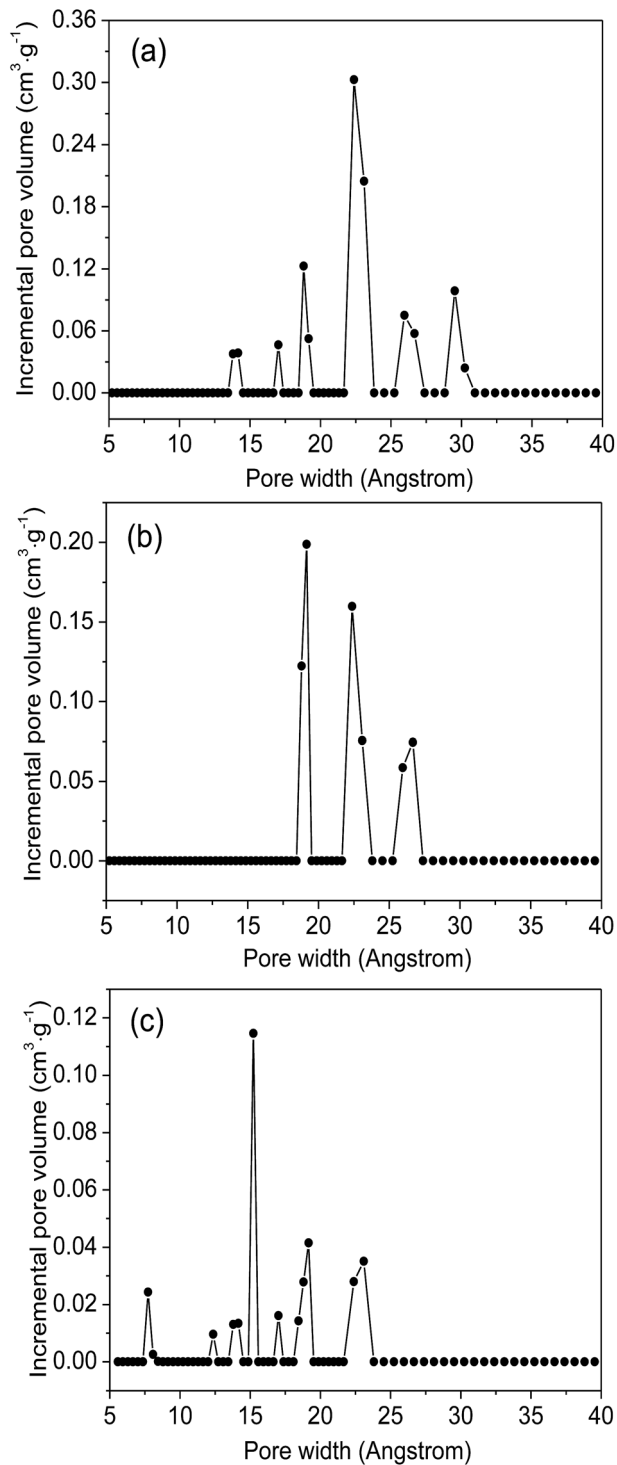 (a)
Incremental pore volume (cm³·g⁻¹)
0.36
0.30
0.24
0.18
0.12
0.06
0.00
5 10 15 20 25 30 35 40
Pore width (Angstrom)
(b)
Incremental pore volume (cm³·g⁻¹)
0.20
0.15
0.10
0.05
0.00
5 10 15 20 25 30 35 40
Pore width (Angstrom)
(c)
Incremental pore volume (cm³·g⁻¹)
0.12
0.10
0.08
0.06
0.04
0.02
0.00
5 10 15 20 25 30 35 40
Pore width (Angstrom)